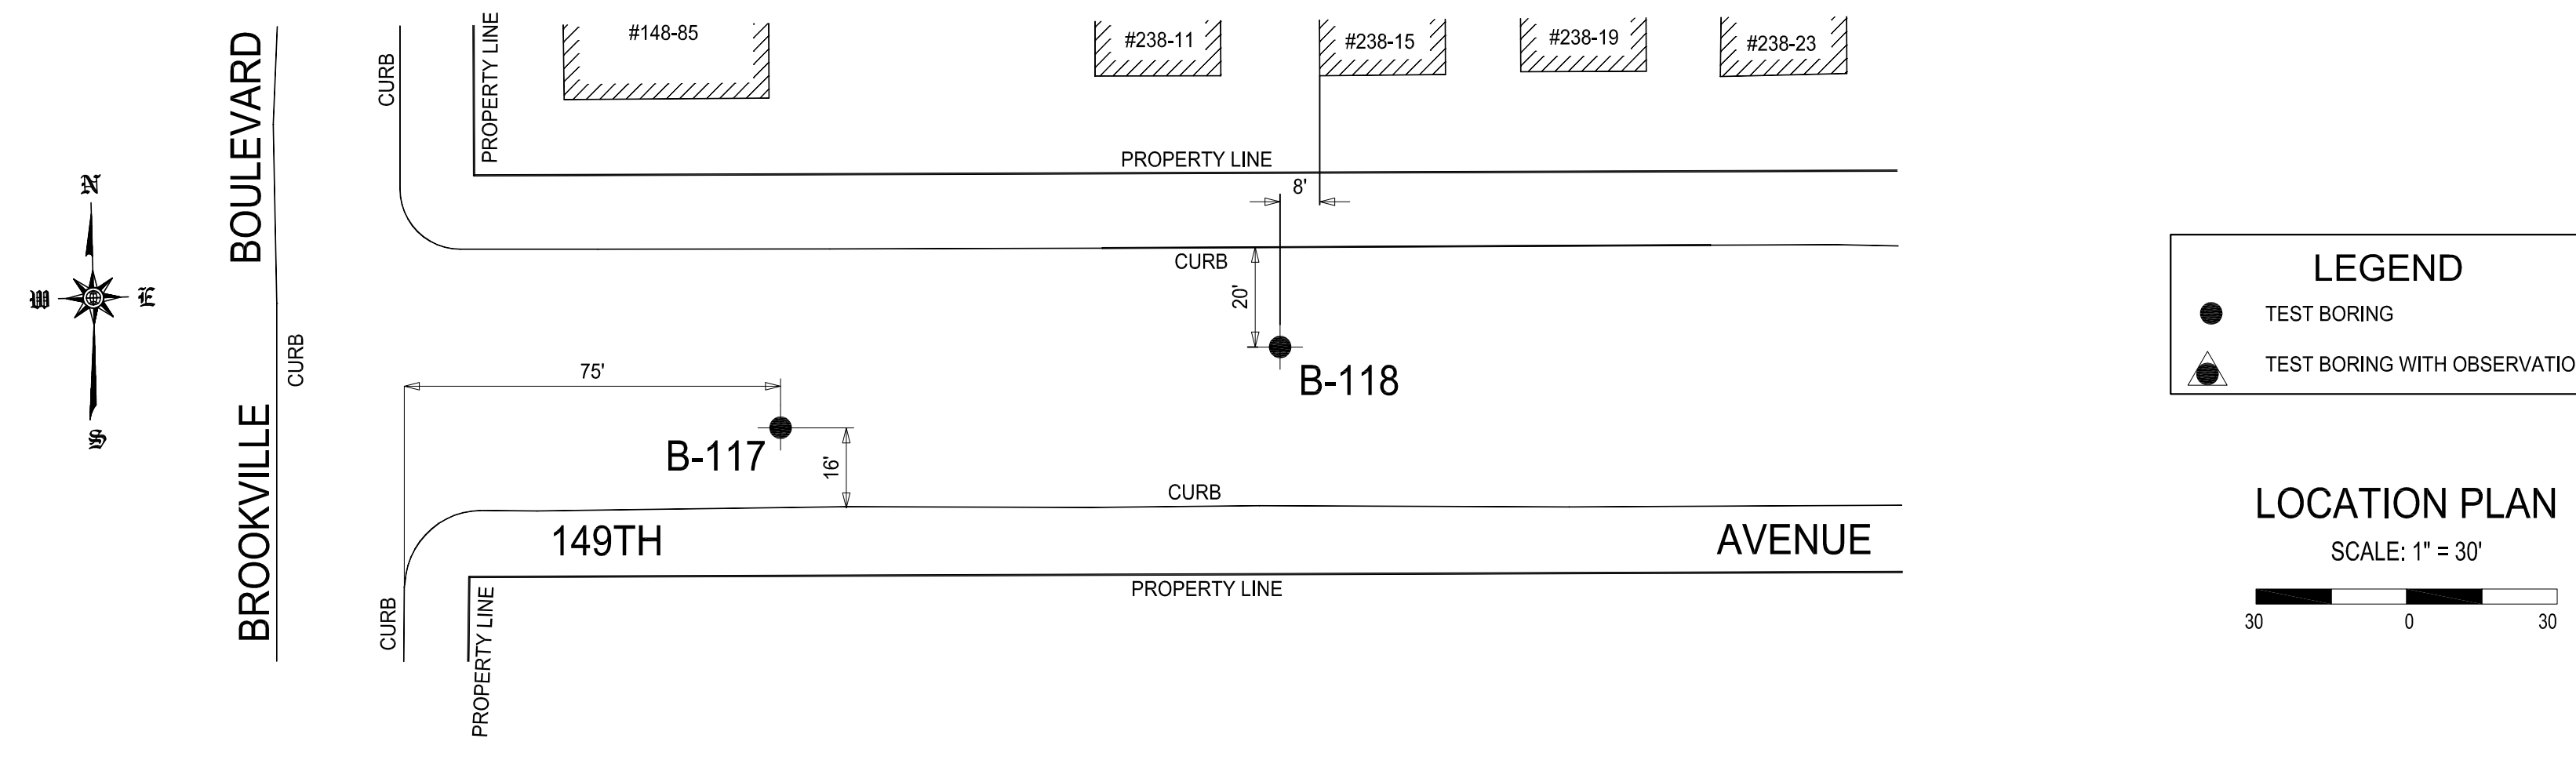 BROOKVILLE BOULEVARD
CURB
PROPERTY LINE
#148-85
#238-11
#238-15
#238-19
#238-23
PROPERTY LINE
8'
N
W
E
S
CURB
20'
CURB
75'
B-118
B-117
16'
CURB
149TH AVENUE
PROPERTY LINE
CURB
PROPERTY LINE
LEGEND
TEST BORING
TEST BORING WITH OBSERVATIO
LOCATION PLAN
SCALE: 1" = 30'
30 0 30